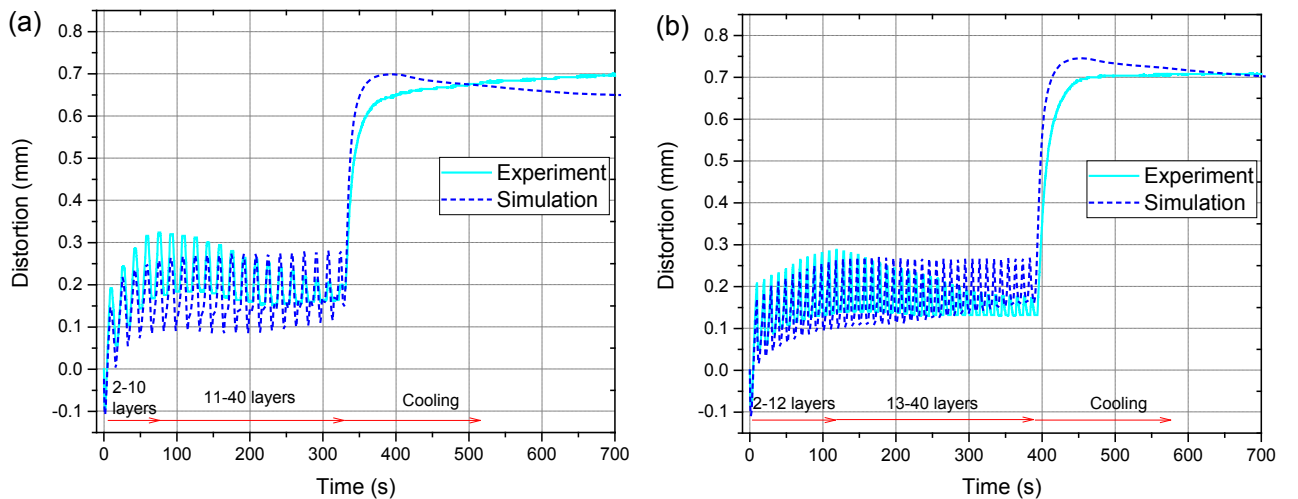 (a)
0.8
0.7
0.6
0.5
0.4
0.3
0.2
0.1
0.0
-0.1
Distortion (mm)
Experiment
Simulation
2-10
layers
11-40 layers
Cooling
0 100 200 300 400 500 600 700
Time (s)
(b)
0.8
0.7
0.6
0.5
0.4
0.3
0.2
0.1
0.0
-0.1
Distortion (mm)
Experiment
Simulation
2-12 layers
13-40 layers
Cooling
0 100 200 300 400 500 600 700
Time (s)